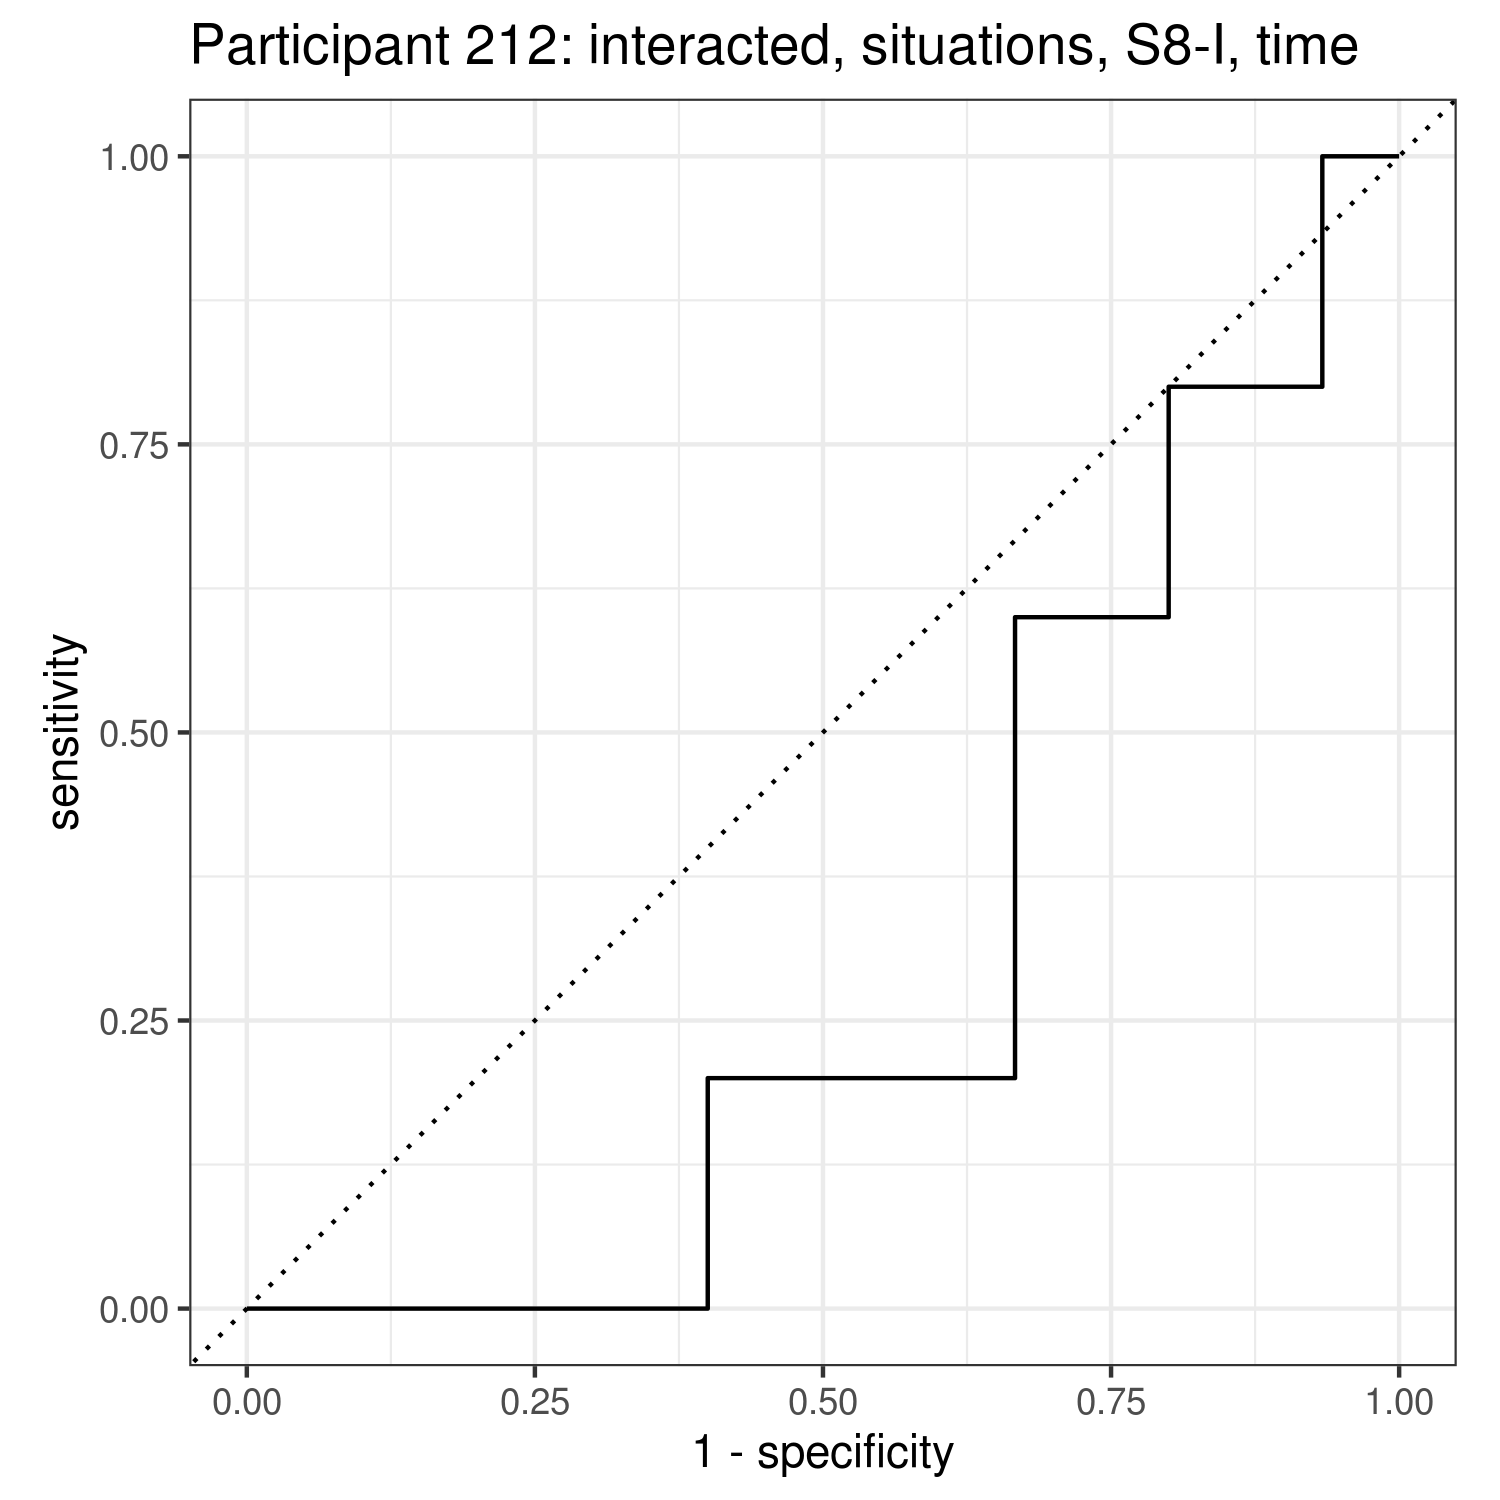 Participant 212: interacted, situations, S8-I, time
1.00
0.75
0.50
0.25
0.00
sensitivity
0.00 0.25 0.50 0.75 1.00
1 - specificity